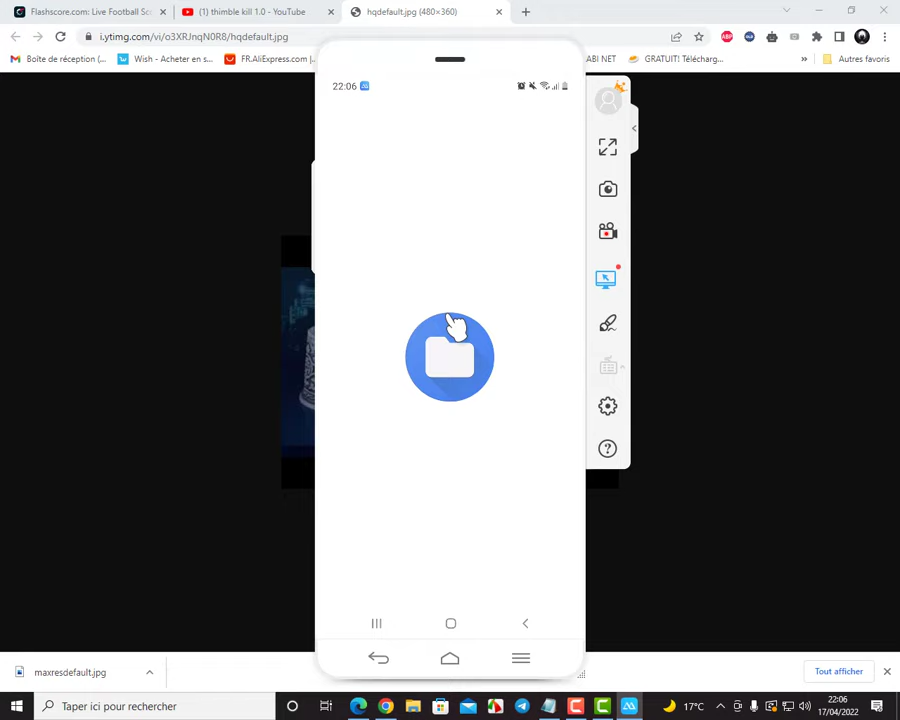 Flashscore.com: Live Football Sc
(1) thimble kill 1.0 - YouTube
hqdefault.jpg (480×360)
i.ytimg.com/vi/o3XRJnqN0R8/hqdefault.jpg
ABP
Boîte de réception (...
Wish - Acheter en s...
FR.AliExpress.com |
ABI NET
GRATUIT! Télécharg...
»
Autres favoris
22:06
maxresdefault.jpg
Tout afficher
Taper ici pour rechercher
17°C
22:06
17/04/2022